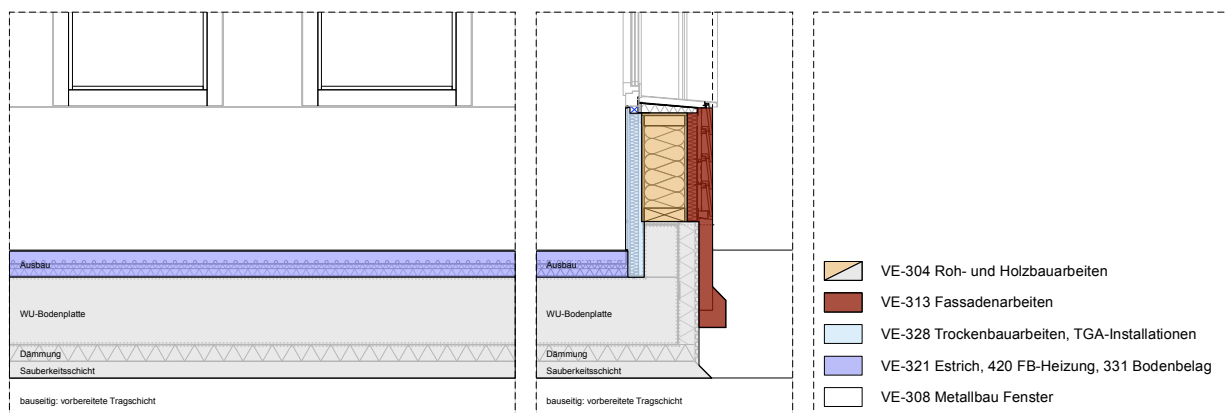 Ausbau
WU-Bodenplatte
Dämmung
Sauberkeitsschicht
bauseitig: vorbereitete Tragschicht
Ausbau
WU-Bodenplatte
Dämmung
Sauberkeitsschicht
bauseitig: vorbereitete Tragschicht
VE-304 Roh- und Holzbauarbeiten
VE-313 Fassadenarbeiten
VE-328 Trockenbauarbeiten, TGA-Installationen
VE-321 Estrich, 420 FB-Heizung, 331 Bodenbelag
VE-308 Metallbau Fenster